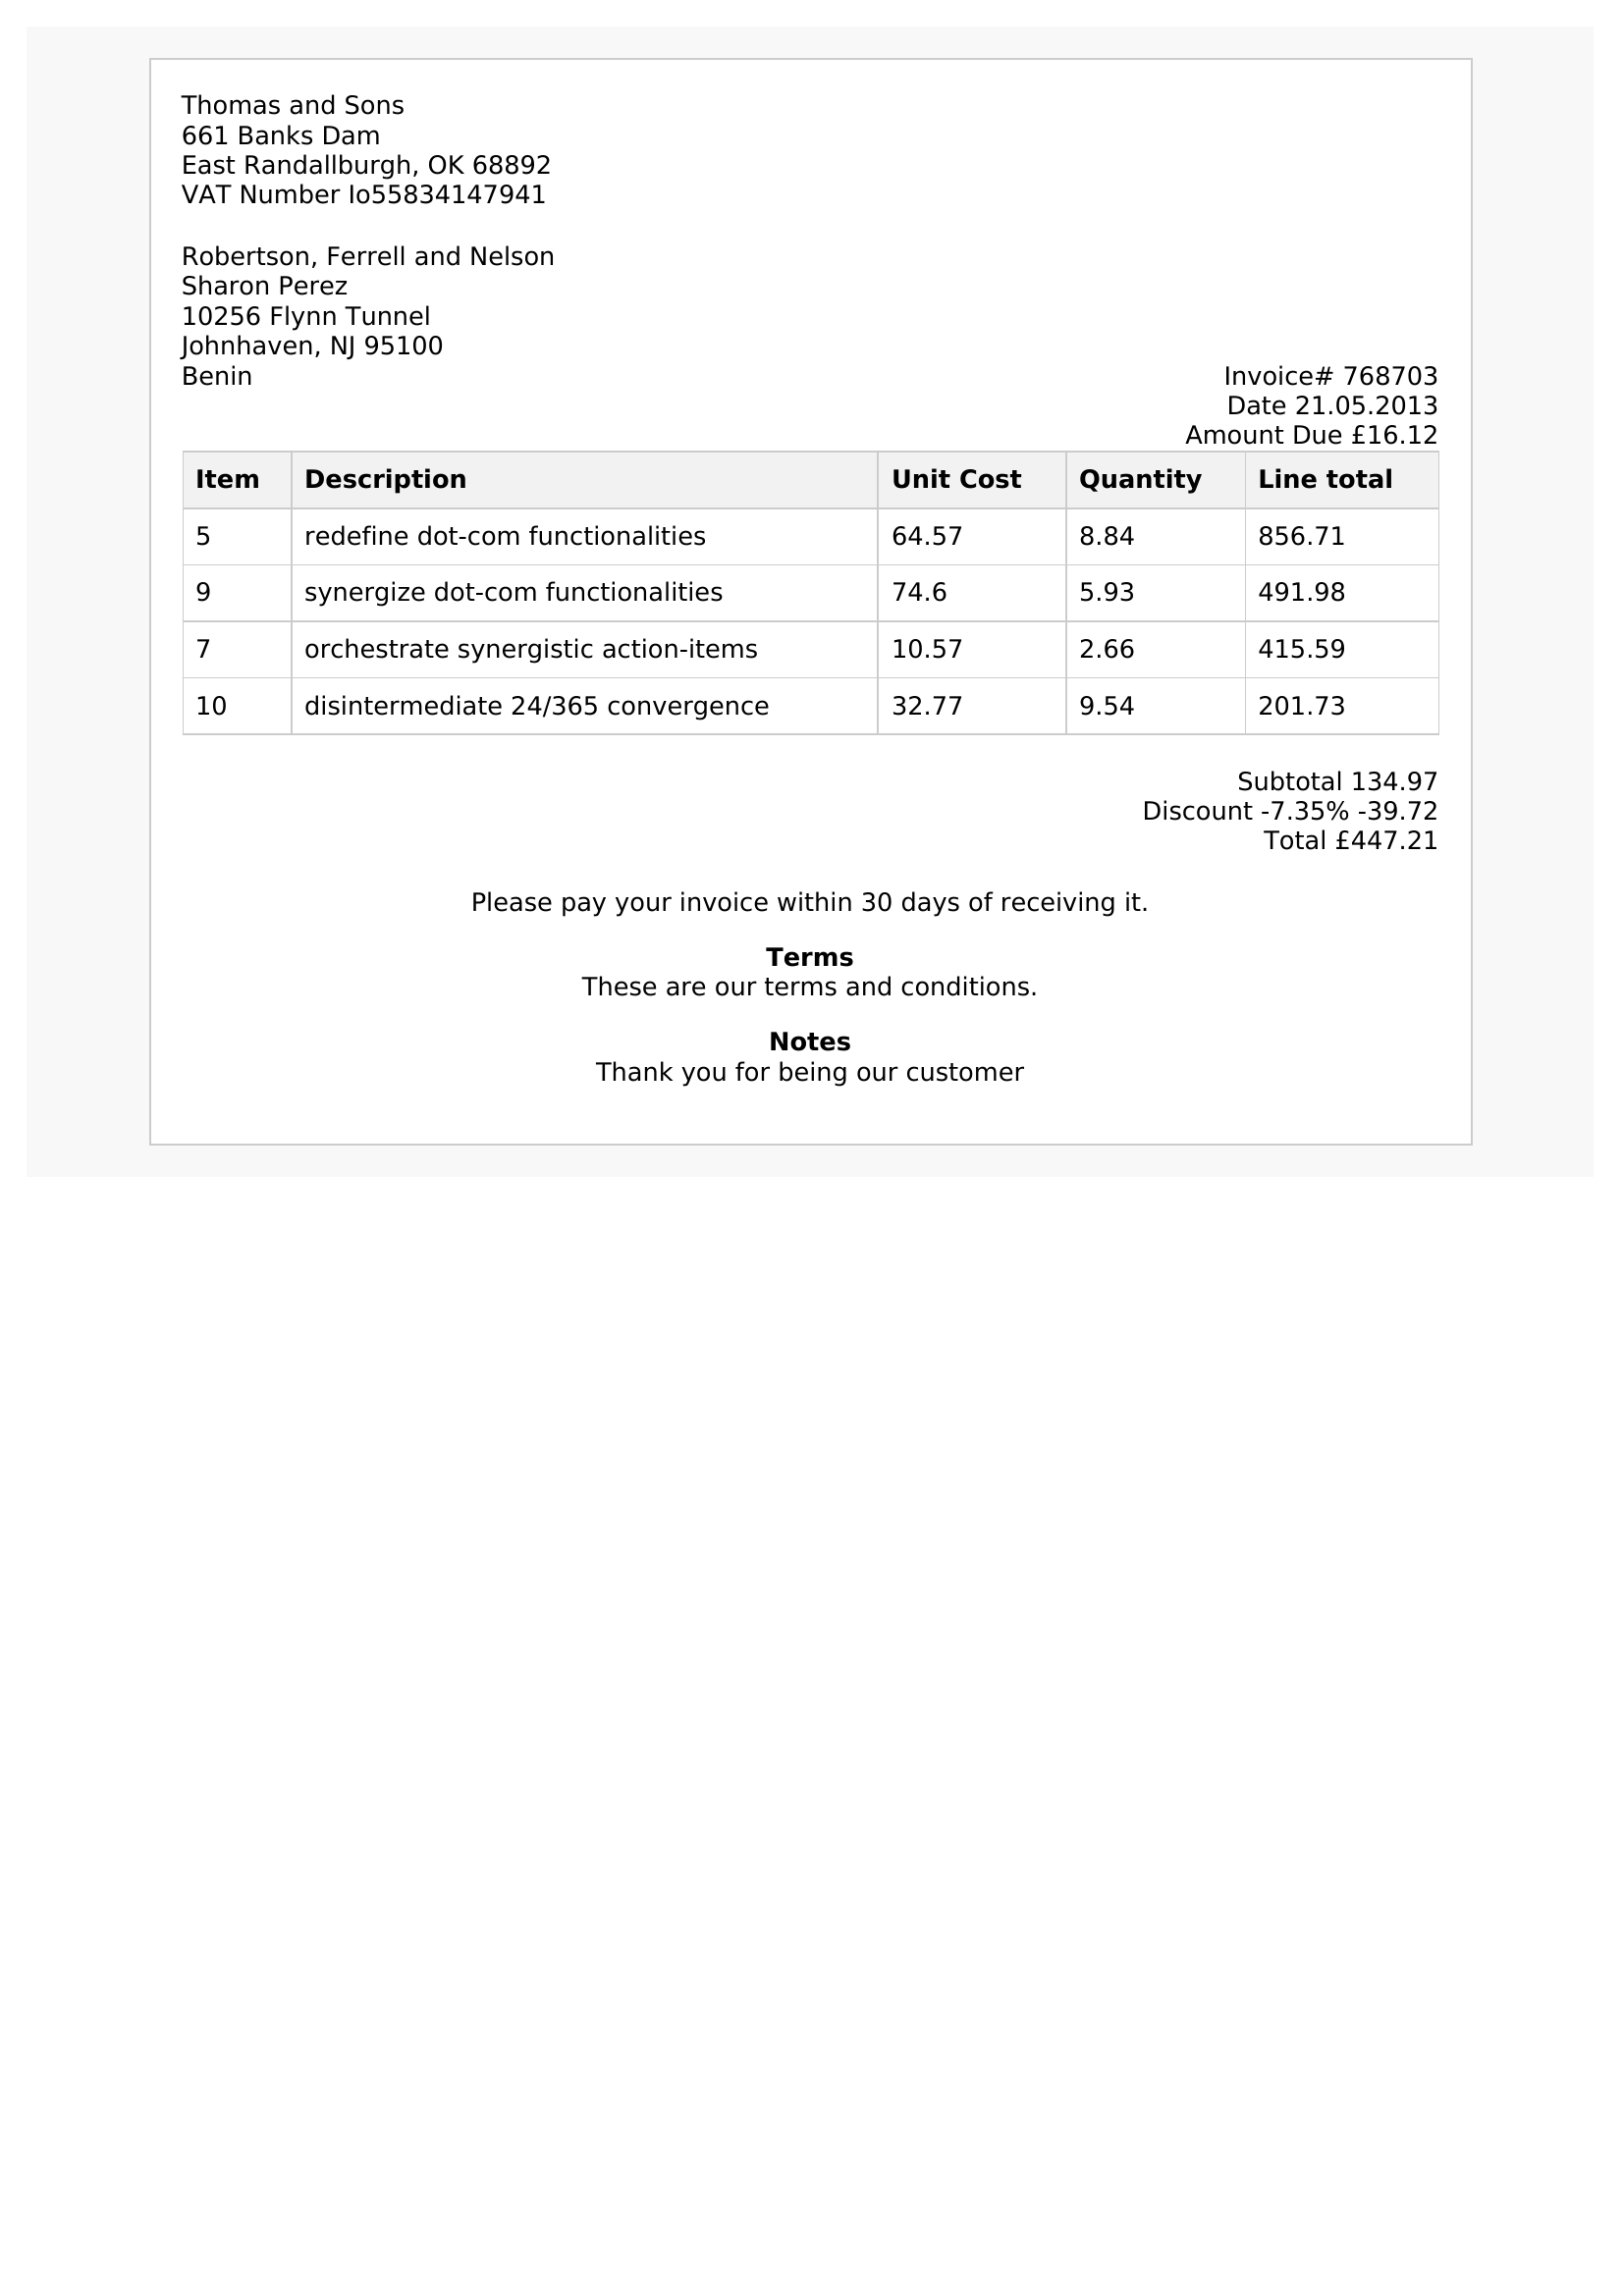 Thomas and Sons
661 Banks Dam
East Randallburgh, OK 68892
VAT Number Io55834147941
Robertson, Ferrell and Nelson
Sharon Perez
10256 Flynn Tunnel
Johnhaven, NJ 95100
Benin
Invoice# 768703
Date 21.05.2013
Amount Due £16.12
Item Description Unit Cost Quantity Line total
5 redefine dot-com functionalities 64.57 8.84 856.71
9 synergize dot-com functionalities 74.6 5.93 491.98
7 orchestrate synergistic action-items 10.57 2.66 415.59
10 disintermediate 24/365 convergence 32.77 9.54 201.73
Subtotal 134.97
Discount -7.35% -39.72
Total £447.21
Please pay your invoice within 30 days of receiving it.
Terms
These are our terms and conditions.
Notes
Thank you for being our customer